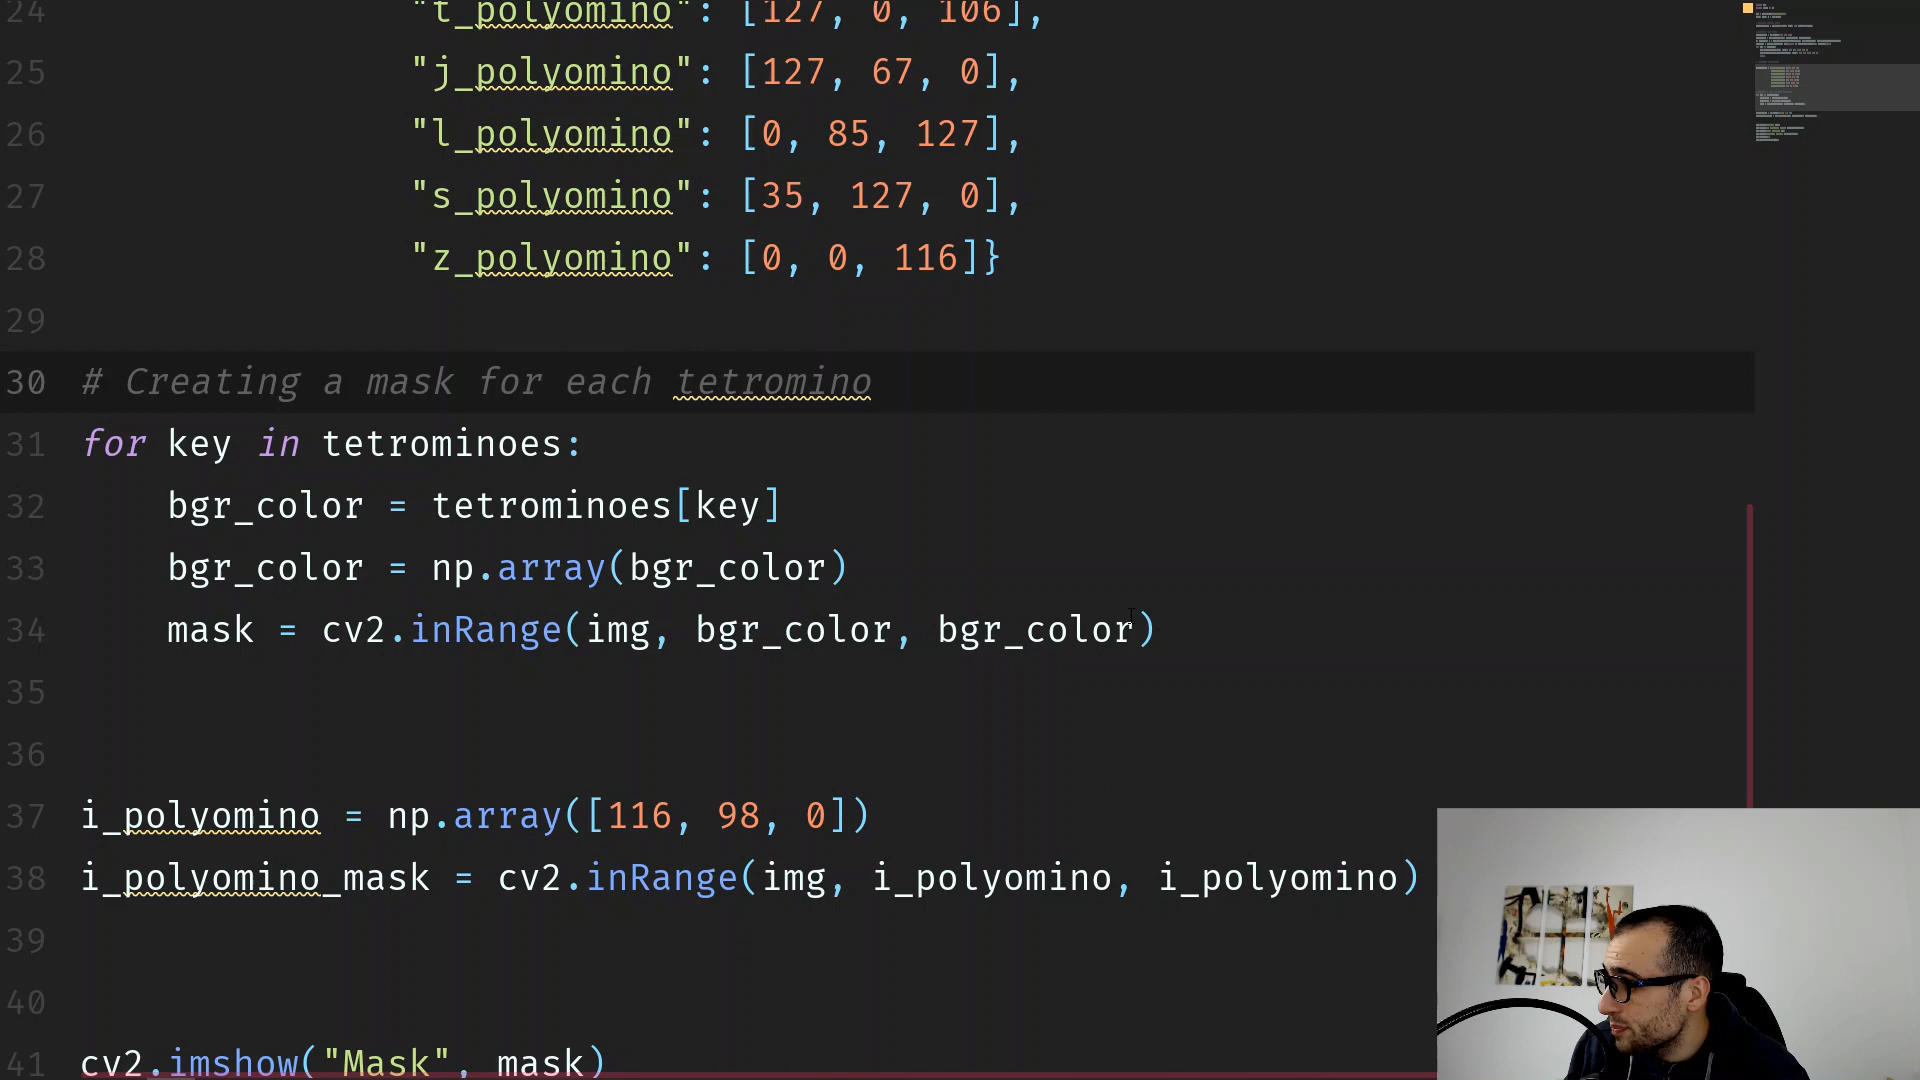 24 "t_polyomino": [127, 0, 106],
25 "j_polyomino": [127, 67, 0],
26 "l_polyomino": [0, 85, 127],
27 "s_polyomino": [35, 127, 0],
28 "z_polyomino": [0, 0, 116]}
29
30 # Creating a mask for each tetromino
31 for key in tetrominoes:
32 bgr_color = tetrominoes[key]
33 bgr_color = np.array(bgr_color)
34 mask = cv2.inRange(img, bgr_color, bgr_color)
35
36
37 i_polyomino = np.array([116, 98, 0])
38 i_polyomino_mask = cv2.inRange(img, i_polyomino, i_polyomino)
39
40
41 cv2.imshow("Mask", mask)